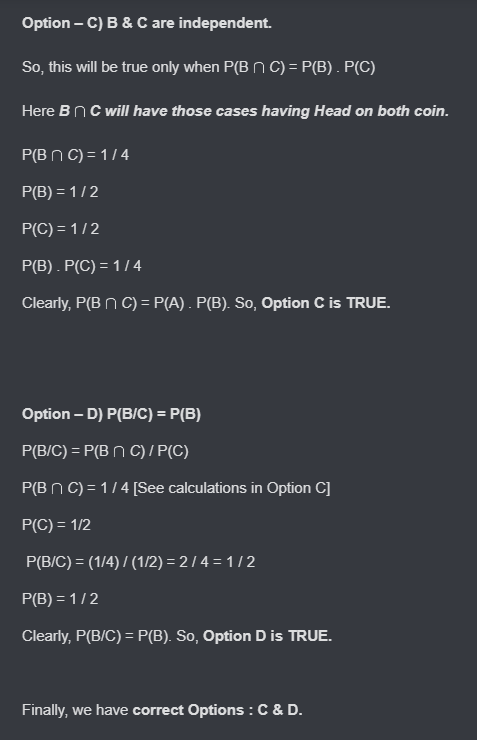 Option – C) B & C are independent.
So, this will be true only when P(B ∩ C) = P(B) . P(C)
Here B ∩ C will have those cases having Head on both coin.
P(B ∩ C) = 1 / 4
P(B) = 1 / 2
P(C) = 1 / 2
P(B) . P(C) = 1 / 4
Clearly, P(B ∩ C) = P(A) . P(B). So, Option C is TRUE.
Option – D) P(B/C) = P(B)
P(B/C) = P(B ∩ C) / P(C)
P(B ∩ C) = 1 / 4 [See calculations in Option C]
P(C) = 1/2
P(B/C) = (1/4) / (1/2) = 2 / 4 = 1 / 2
P(B) = 1 / 2
Clearly, P(B/C) = P(B). So, Option D is TRUE.
Finally, we have correct Options : C & D.